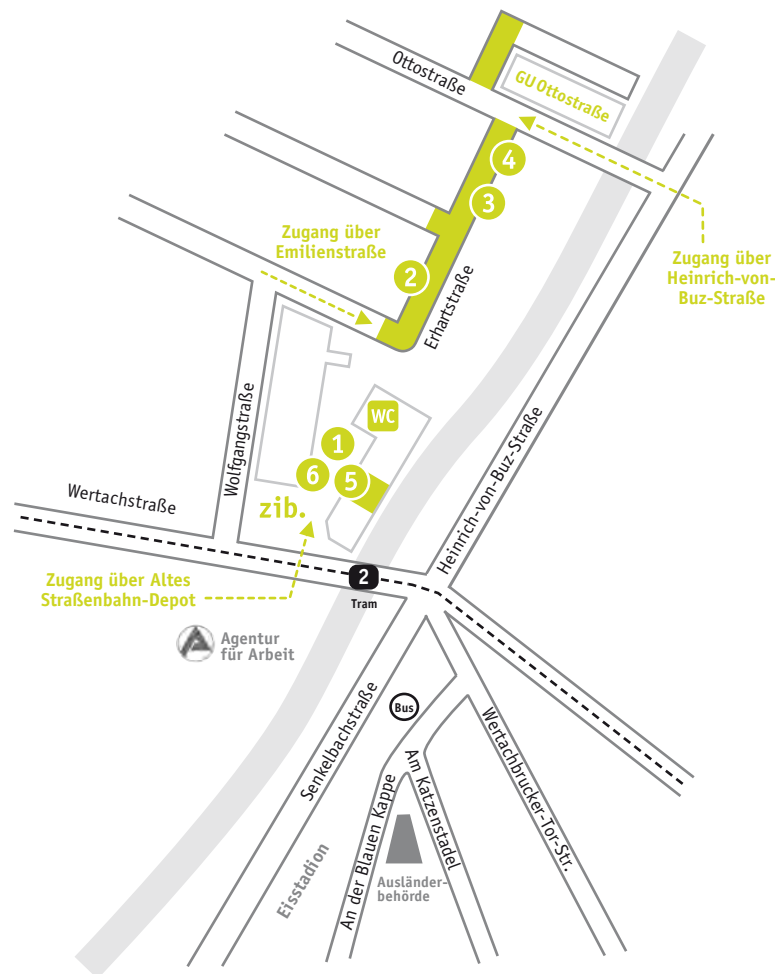 Ottostraße
GU Ottostraße
4
3
Zugang über
Emilienstraße
2
Erhartstraße
Zugang über
Heinrich-von-
Buz-Straße
Wolfgangstraße
WC
1
6
5
zib.
Wertachstraße
Heinrich-von-Buz-Straße
Zugang über Altes
Straßenbahn-Depot
2
Tram
Agentur
für Arbeit
Senkelbachstraße
Bus
Wertachbrucker-Tor-Str.
Am Katzenstadel
An der Blauen Kappe
Eisstadion
Ausländer-
behörde